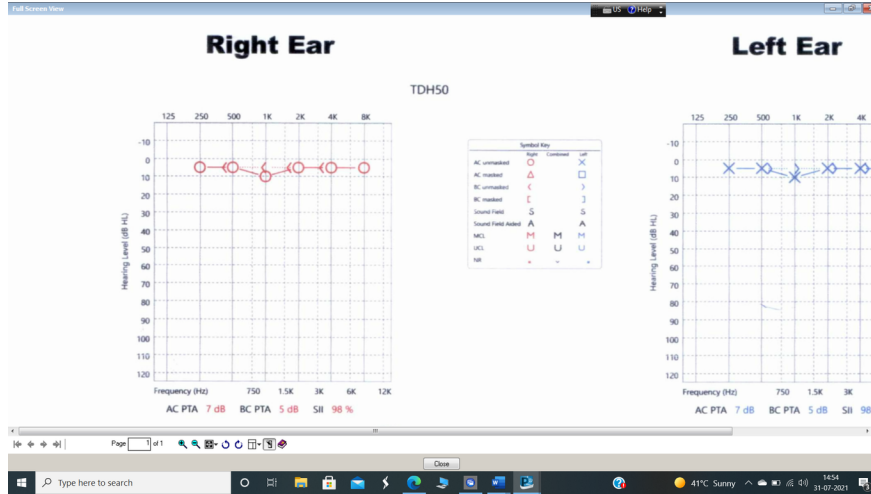 Full Screen View
US Help
Right Ear
Left Ear
TDH50
125 250 500 1K 2K 4K 8K
125 250 500 1K 2K 4K
Hearing Level (dB HL)
-10
0
10
20
30
40
50
60
70
80
90
100
110
120
Symbol Key
Right Combined Left
AC unmasked
AC masked
BC unmasked
BC masked
Sound Field S S
Sound Field Aided A A
MCL M M M
UCL U U U
NR
Hearing Level (dB HL)
-10
0
10
20
30
40
50
60
70
80
90
100
110
120
Frequency (Hz) 750 1.5K 3K 6K 12K
AC PTA 7 dB BC PTA 5 dB SII 98 %
Frequency (Hz) 750 1.5K 3K
AC PTA 7 dB BC PTA 5 dB SII 98
Page 1 of 1
Close
Type here to search
41°C Sunny
14:54
31-07-2021